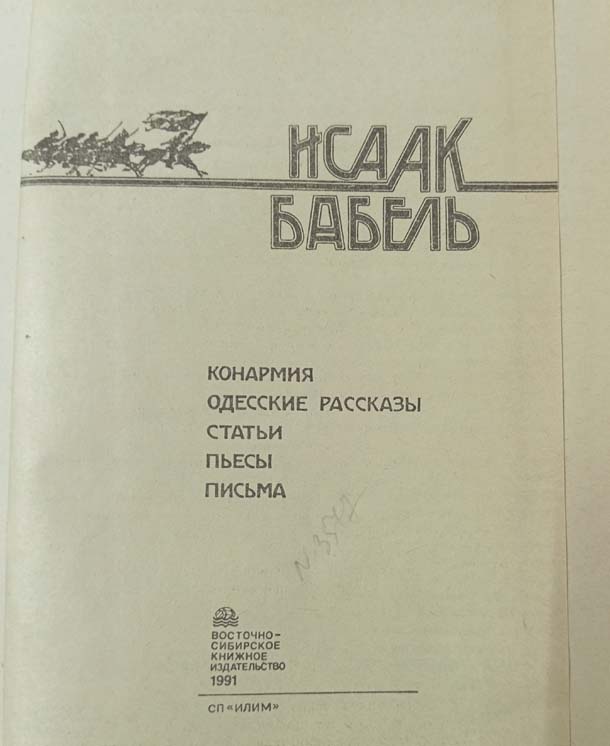 ИСААК
БАБЕЛЬ
КОНАРМИЯ
ОДЕССКИЕ РАССКАЗЫ
СТАТЬИ
ПЬЕСЫ
ПИСЬМА
ВОСТОЧНО-
СИБИРСКОЕ
КНИЖНОЕ
ИЗДАТЕЛЬСТВО
1991
СП «ИЛИМ»